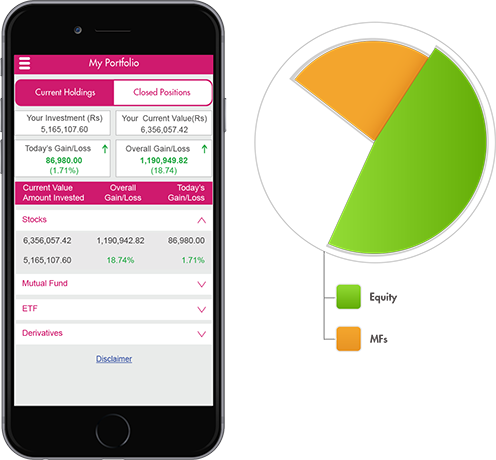 My Portfolio
Current Holdings Closed Positions
Your Investment (Rs) Your Current Value(Rs)
5,165,107.60 6,356,057.42
Today's Gain/Loss Overall Gain/Loss
86,980.00 1,190,949.82
(1.71%) (18.74)
Current Value Overall Today's
Amount Invested Gain/Loss Gain/Loss
Stocks
6,356,057.42 1,190,942.82 86,980.00
5,165,107.60 18.74% 1.71%
Mutual Fund
ETF
Derivatives
Disclaimer
Equity
MFs